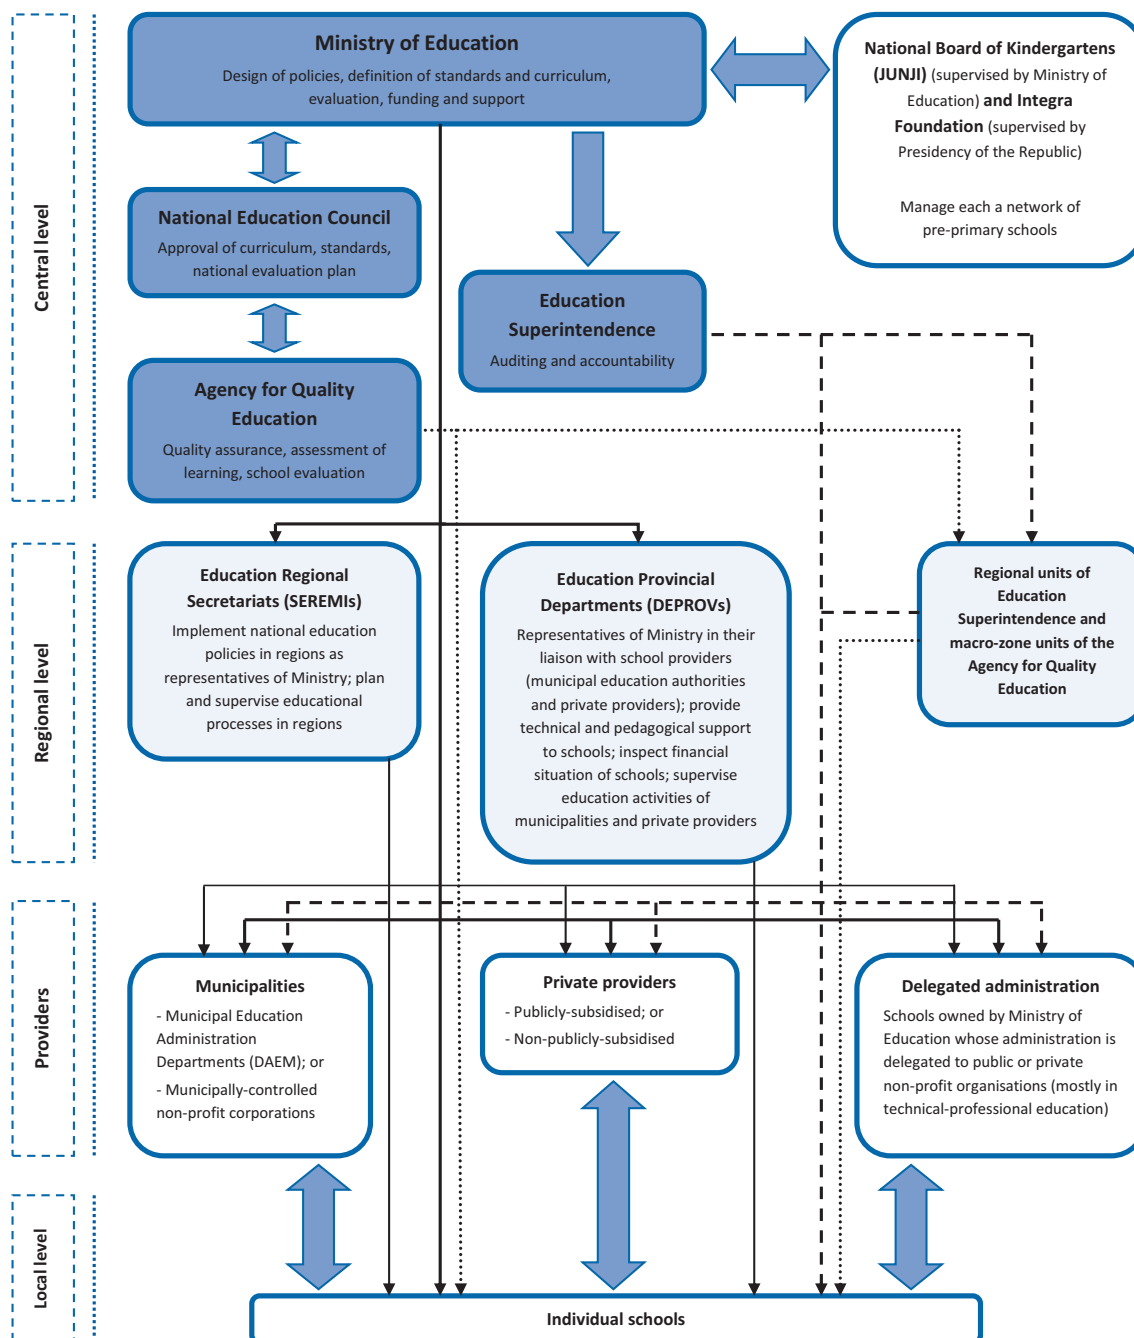 Central level
Ministry of Education
Design of policies, definition of standards and curriculum,
evaluation, funding and support
National Board of Kindergartens
(JUNJI) (supervised by Ministry of
Education) and Integra
Foundation (supervised by
Presidency of the Republic)
Manage each a network of
pre-primary schools
National Education Council
Approval of curriculum, standards,
national evaluation plan
Education
Superintendence
Auditing and accountability
Agency for Quality
Education
Quality assurance, assessment of
learning, school evaluation
Regional level
Education Regional
Secretariats (SEREMIs)
Implement national education
policies in regions as
representatives of Ministry; plan
and supervise educational
processes in regions
Education Provincial
Departments (DEPROVs)
Representatives of Ministry in their
liaison with school providers
(municipal education authorities
and private providers); provide
technical and pedagogical support
to schools; inspect financial
situation of schools; supervise
education activities of
municipalities and private providers
Regional units of
Education
Superintendence and
macro-zone units of the
Agency for Quality
Education
Providers
Municipalities
- Municipal Education
Administration
Departments (DAEM); or
- Municipally-controlled
non-profit corporations
Private providers
- Publicly-subsidised; or
- Non-publicly-subsidised
Delegated administration
Schools owned by Ministry of
Education whose administration is
delegated to public or private
non-profit organisations (mostly in
technical-professional education)
Local level
Individual schools